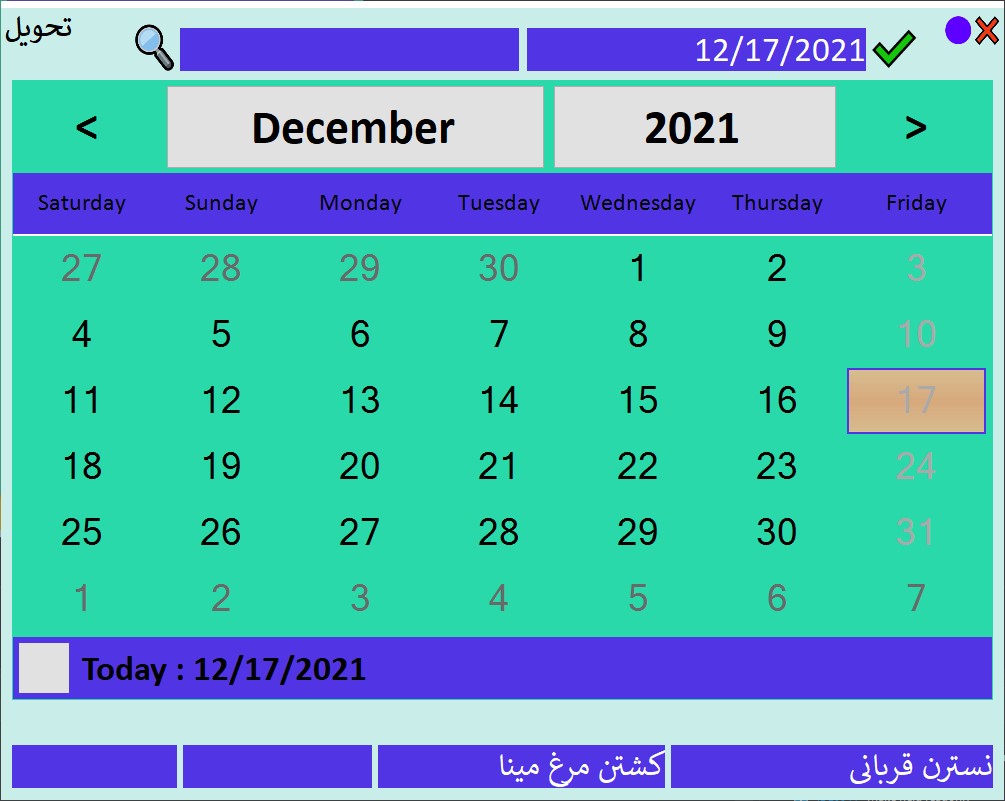 تحویل
12/17/2021
< December 2021 >
Saturday Sunday Monday Tuesday Wednesday Thursday Friday
27 28 29 30 1 2 3
4 5 6 7 8 9 10
11 12 13 14 15 16 17
18 19 20 21 22 23 24
25 26 27 28 29 30 31
1 2 3 4 5 6 7
Today : 12/17/2021
نسترن قربانی کشتن مرغ مینا